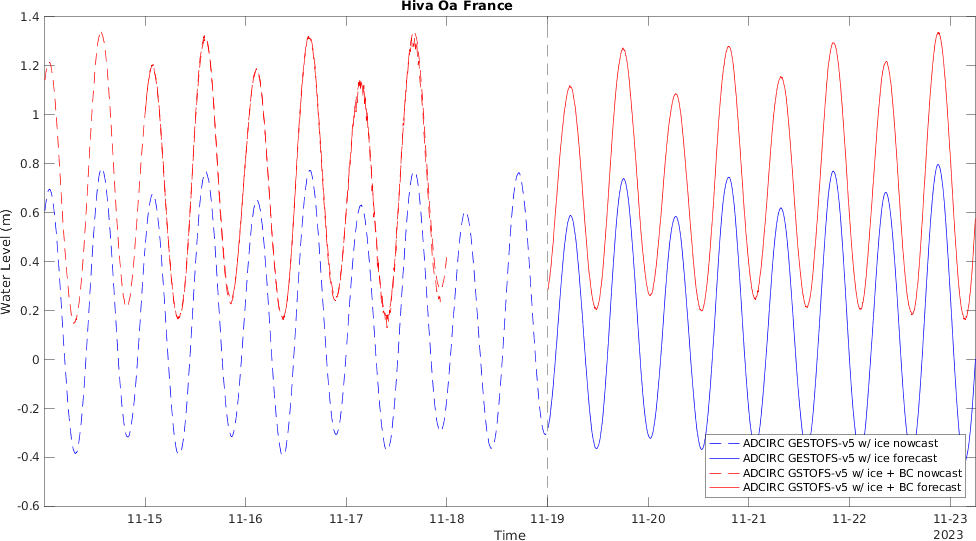 Hiva Oa France
1.4
1.2
1
0.8
0.6
0.4
0.2
0
-0.2
-0.4
-0.6
Water Level (m)
ADCIRC GESTOFS-v5 w/ ice nowcast
ADCIRC GESTOFS-v5 w/ ice forecast
ADCIRC GSTOFS-v5 w/ ice + BC nowcast
ADCIRC GSTOFS-v5 w/ ice + BC forecast
11-15 11-16 11-17 11-18 11-19 11-20 11-21 11-22 11-23
Time 2023